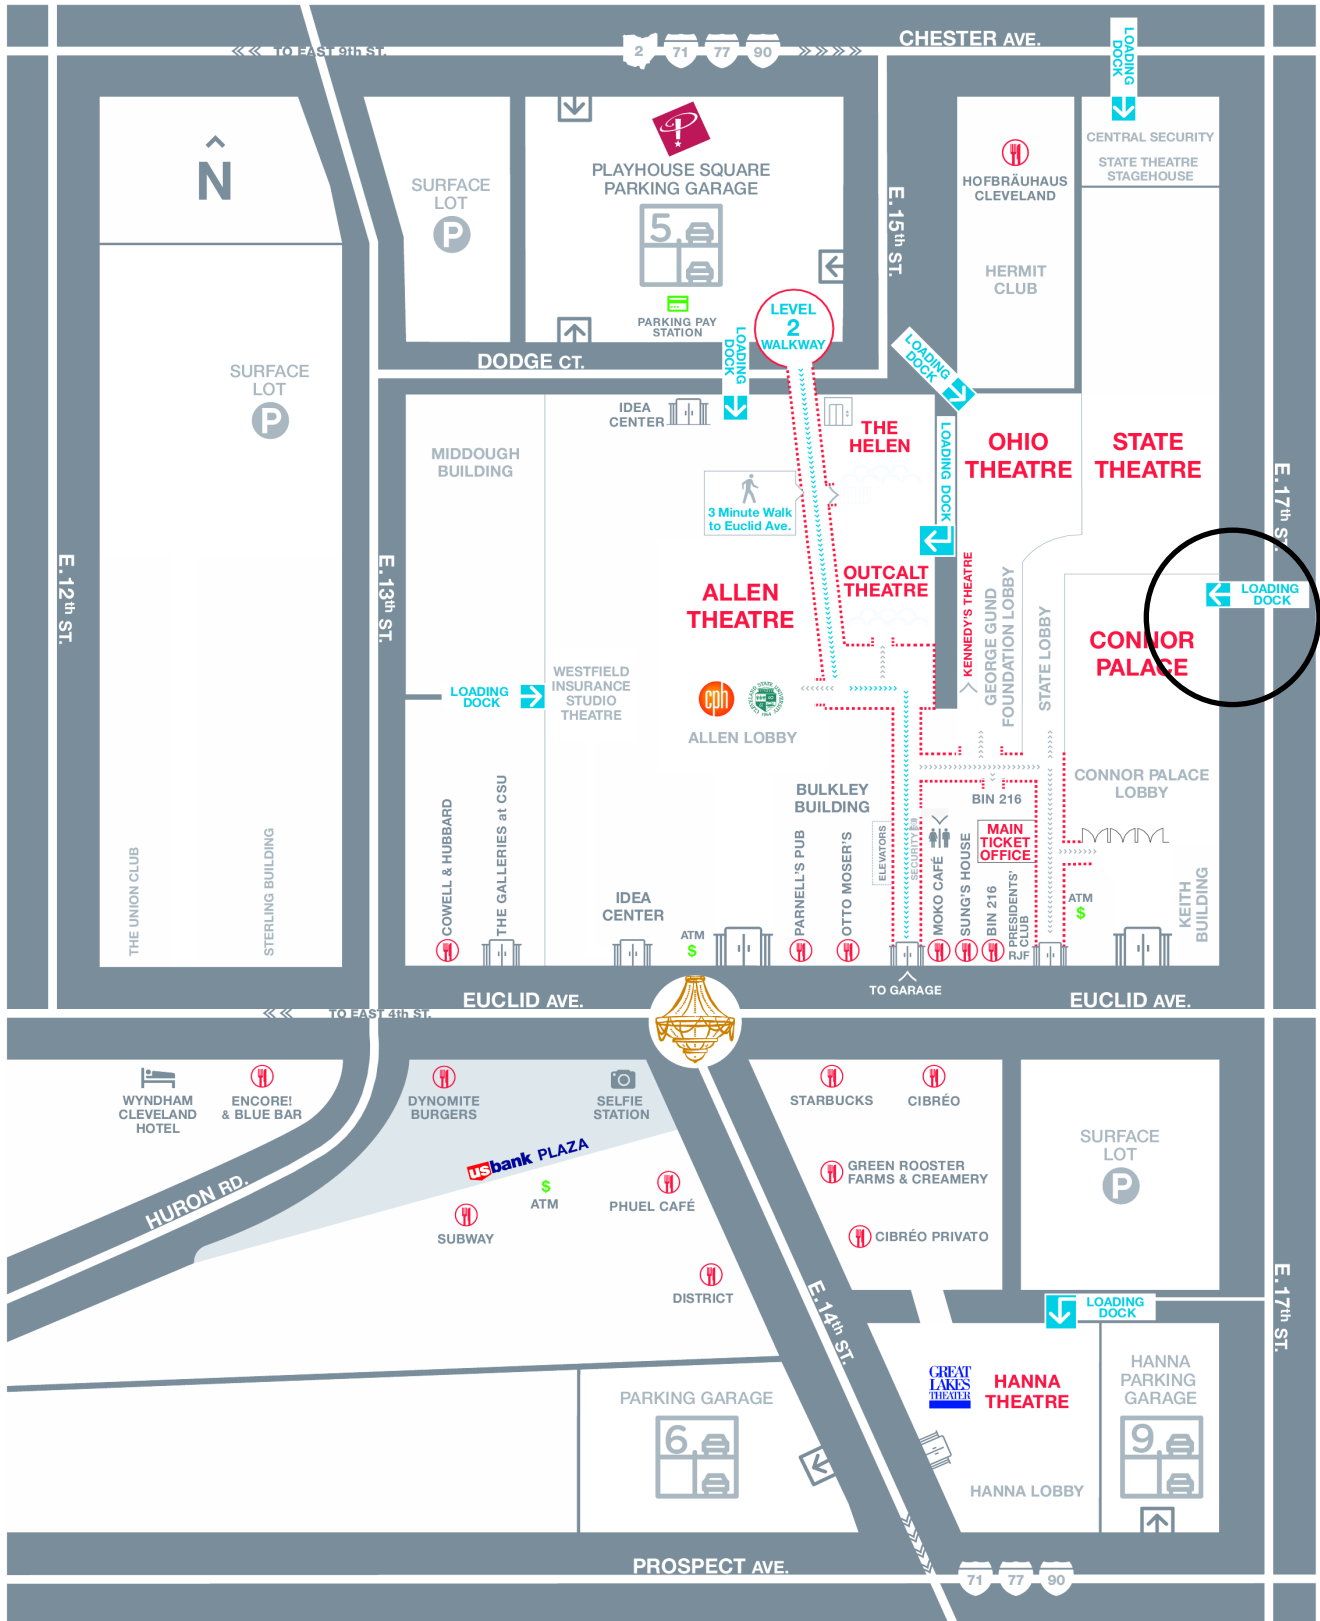 CHESTER AVE.
TO EAST 9th ST.
2
71
77
90
LOADING
DOCK
CENTRAL SECURITY
STATE THEATRE
STAGEHOUSE
N
SURFACE
LOT
P
PLAYHOUSE SQUARE
PARKING GARAGE
5
PARKING PAY
STATION
E. 15th ST.
HOFBRÄUHAUS
CLEVELAND
HERMIT
CLUB
LEVEL
2
WALKWAY
LOADING
DOCK
DODGE CT.
LOADING
DOCK
SURFACE
LOT
P
IDEA
CENTER
MIDDOUGH
BUILDING
THE
HELEN
LOADING DOCK
OHIO
THEATRE
STATE
THEATRE
E. 17th ST.
3 Minute Walk
to Euclid Ave.
E. 12th ST.
E. 13th ST.
ALLEN
THEATRE
OUTCALT
THEATRE
KENNEDY'S THEATRE
GEORGE GUND
FOUNDATION LOBBY
STATE LOBBY
LOADING
DOCK
CONNOR
PALACE
LOADING
DOCK
WESTFIELD
INSURANCE
STUDIO
THEATRE
cph
CLEVELAND STATE UNIVERSITY
1964
ALLEN LOBBY
CONNOR PALACE
LOBBY
BULKLEY
BUILDING
BIN 216
MAIN
TICKET
OFFICE
THE UNION CLUB
STERLING BUILDING
COWELL & HUBBARD
THE GALLERIES at CSU
IDEA
CENTER
ATM
$
PARNELL'S PUB
OTTO MOSER'S
ELEVATORS
SECURITY
MOKO CAFÉ
SUNG'S HOUSE
BIN 216
RJF PRESIDENTS'
CLUB
ATM
$
KEITH
BUILDING
TO GARAGE
EUCLID AVE.
EUCLID AVE.
TO EAST 4th ST.
WYNDHAM
CLEVELAND
HOTEL
ENCORE!
& BLUE BAR
DYNOMITE
BURGERS
SELFIE
STATION
STARBUCKS
CIBRÉO
usbank PLAZA
$
ATM
SUBWAY
PHUEL CAFÉ
DISTRICT
GREEN ROOSTER
FARMS & CREAMERY
CIBRÉO PRIVATO
SURFACE
LOT
P
HURON RD.
E. 14th ST.
E. 17th ST.
LOADING
DOCK
GREAT
LAKES
THEATER
HANNA
THEATRE
HANNA
PARKING
GARAGE
9
PARKING GARAGE
6
HANNA LOBBY
PROSPECT AVE.
71
77
90